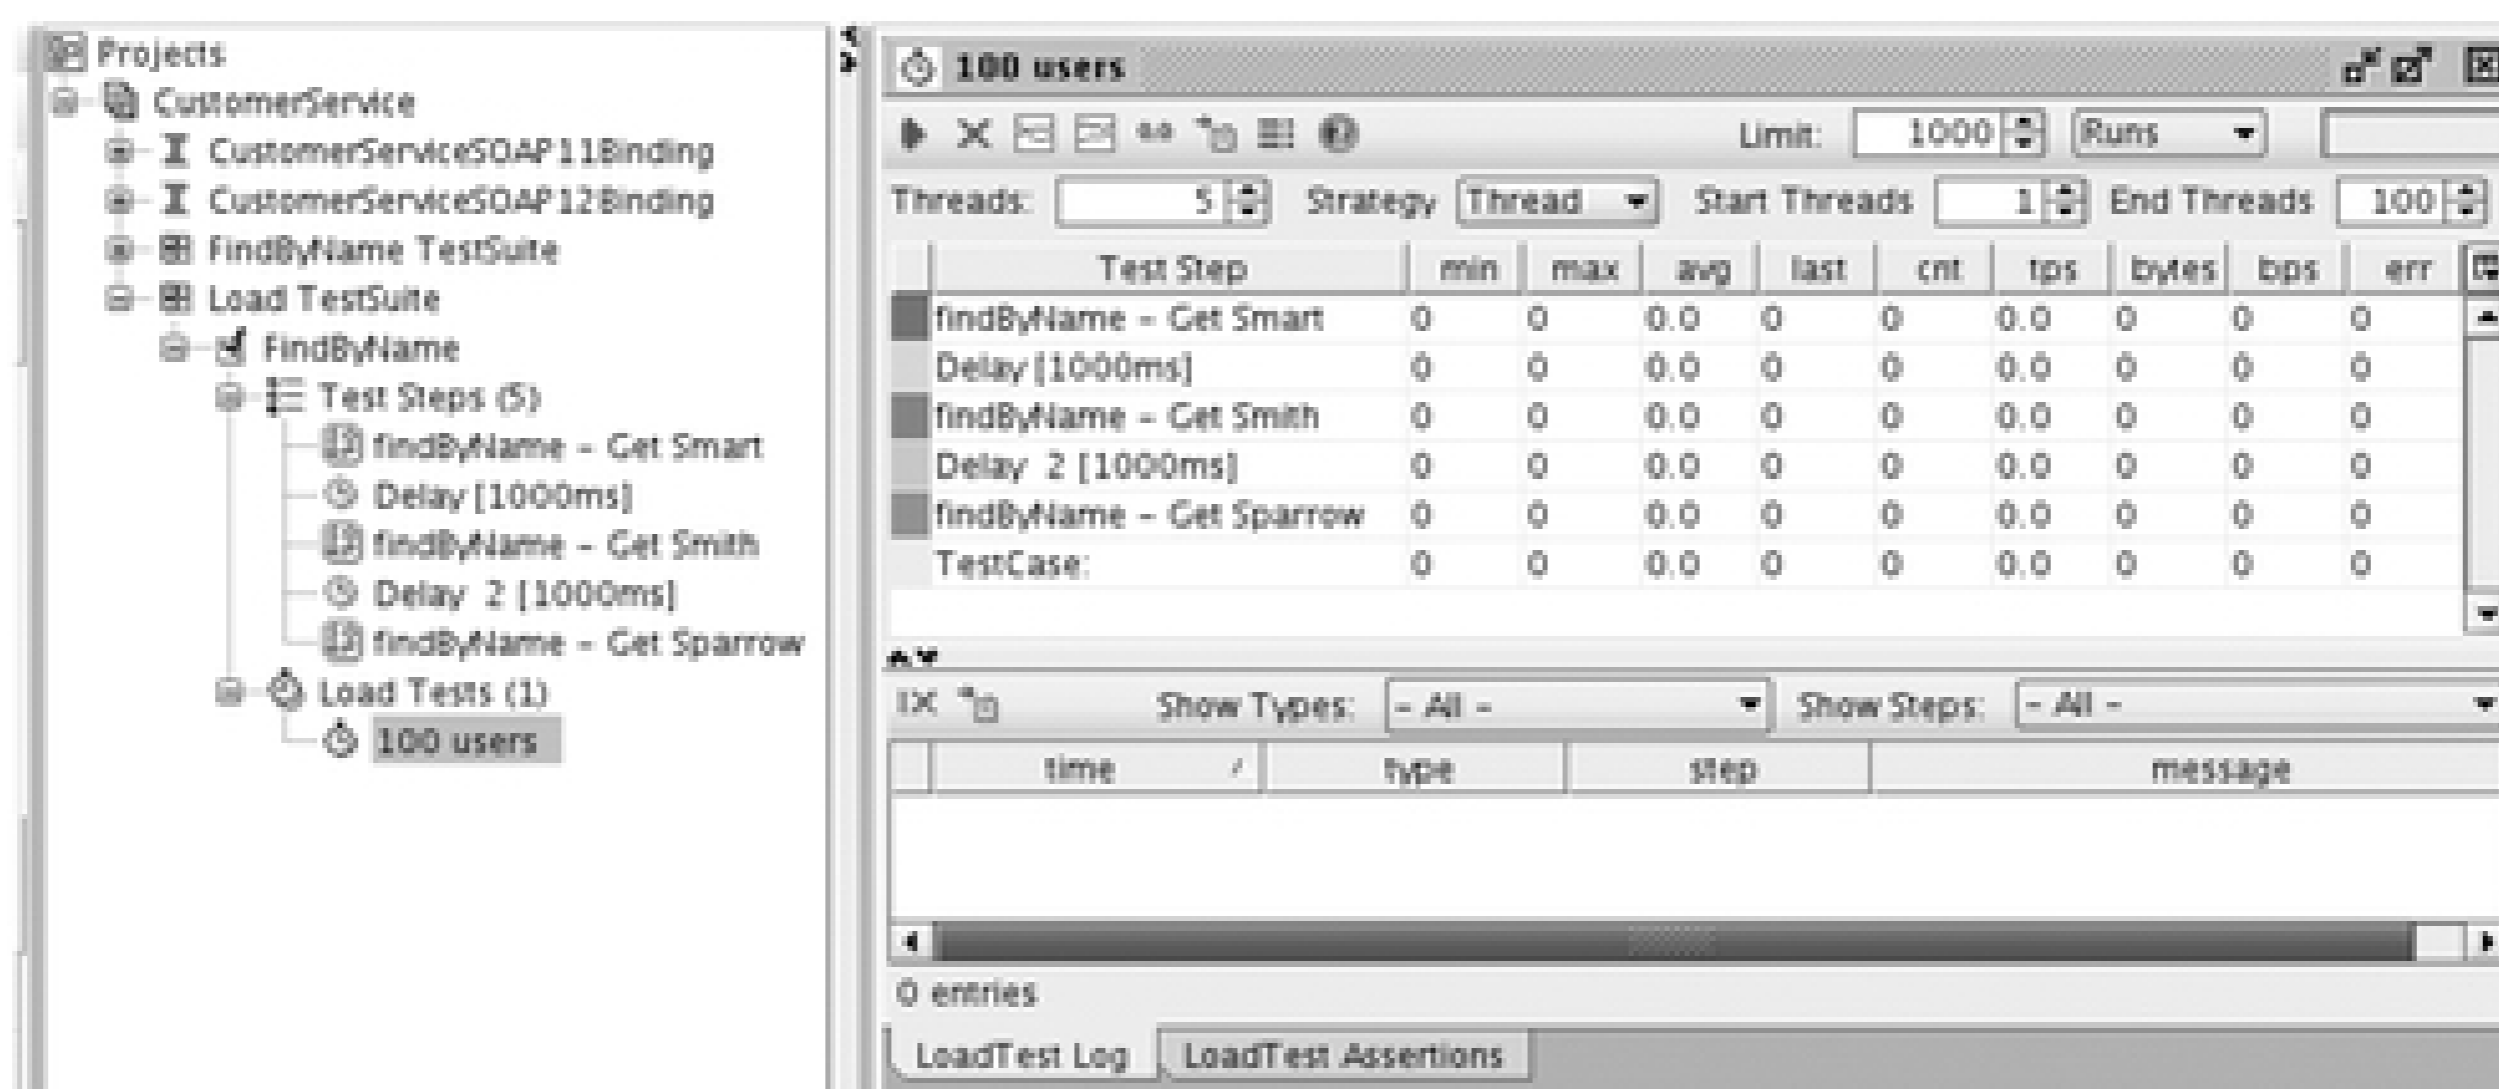 Projects
CustomerService
CustomerServiceSOAP11Binding
CustomerServiceSOAP12Binding
FindByName TestSuite
Load TestSuite
FindByName
Test Steps (5)
findByName - Get Smart
Delay [1000ms]
findByName - Get Smith
Delay 2 [1000ms]
findByName - Get Sparrow
Load Tests (1)
100 users
100 users
Limit: 1000 Runs
Threads: 5 Strategy Thread Start Threads 1 End Threads 100
Test Step min max avg last cnt tps bytes bps err
findByName - Get Smart 0 0 0.0 0 0 0.0 0 0 0
Delay [1000ms] 0 0 0.0 0 0 0.0 0 0 0
findByName - Get Smith 0 0 0.0 0 0 0.0 0 0 0
Delay 2 [1000ms] 0 0 0.0 0 0 0.0 0 0 0
findByName - Get Sparrow 0 0 0.0 0 0 0.0 0 0 0
TestCase: 0 0 0.0 0 0 0.0 0 0 0
Show Types: - All - Show Steps: - All -
time type step message
0 entries
LoadTest Log LoadTest Assertions